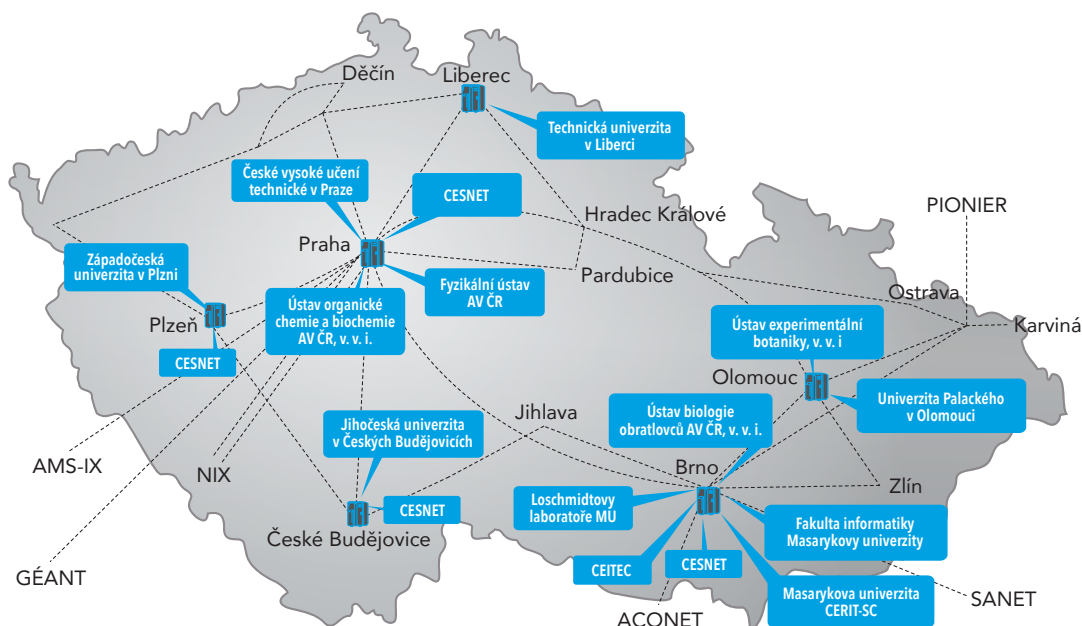 Děčín
Liberec
Technická univerzita
v Liberci
České vysoké učení
technické v Praze
CESNET
Hradec Králové
PIONIER
Praha
Západočeská
univerzita v Plzni
Fyzikální ústav
AV ČR
Pardubice
Ústav organické
chemie a biochemie
AV ČR, v. v. i.
Ostrava
Karviná
Plzeň
CESNET
Ústav experimentální
botaniky, v. v. i
Olomouc
Univerzita Palackého
v Olomouci
Jihlava
Ústav biologie
obratlovců AV ČR, v. v. i.
Jihočeská univerzita
v Českých Budějovicích
AMS-IX
NIX
Brno
Zlín
Loschmidtovy
laboratoře MU
CESNET
Fakulta informatiky
Masarykovy univerzity
České Budějovice
CEITEC
CESNET
GÉANT
Masarykova univerzita
CERIT-SC
SANET
ACONET